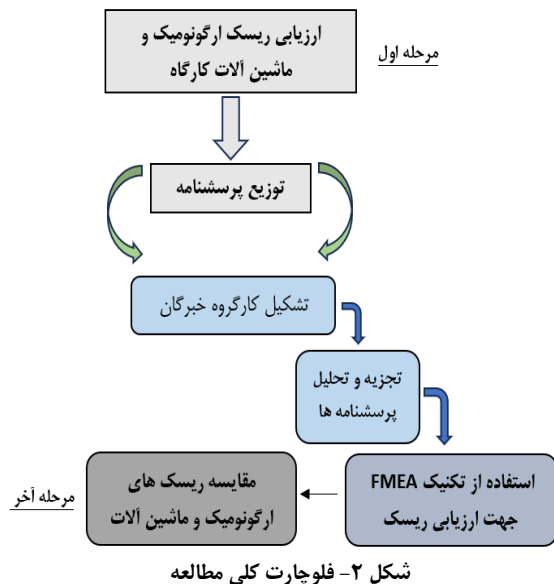 ارزیابی ریسک ارگونومیک و
ماشین آلات کارگاه
مرحله اول
توزیع پرسشنامه
تشکیل کارگروه خبرگان
تجزیه و تحلیل
پرسشنامه ها
استفاده از تکنیک FMEA
جهت ارزیابی ریسک
مقایسه ریسک های
ارگونومیک و ماشین آلات
مرحله آخر
شکل ۲- فلوچارت کلی مطالعه